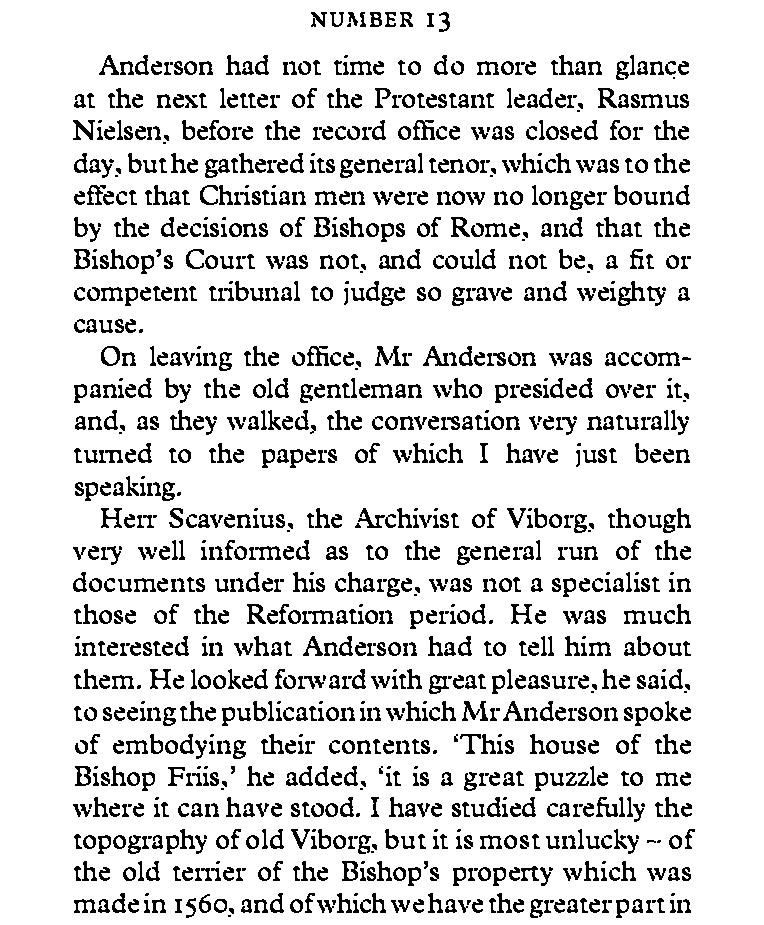 NUMBER 13
Anderson had not time to do more than glance
at the next letter of the Protestant leader, Rasmus
Nielsen, before the record office was closed for the
day, but he gathered its general tenor, which was to the
effect that Christian men were now no longer bound
by the decisions of Bishops of Rome, and that the
Bishop's Court was not, and could not be, a fit or
competent tribunal to judge so grave and weighty a
cause.
On leaving the office, Mr Anderson was accom-
panied by the old gentleman who presided over it,
and, as they walked, the conversation very naturally
turned to the papers of which I have just been
speaking.
Herr Scavenius, the Archivist of Viborg, though
very well informed as to the general run of the
documents under his charge, was not a specialist in
those of the Reformation period. He was much
interested in what Anderson had to tell him about
them. He looked forward with great pleasure, he said,
to seeing the publication in which Mr Anderson spoke
of embodying their contents. ‘This house of the
Bishop Friis,’ he added, ‘it is a great puzzle to me
where it can have stood. I have studied carefully the
topography of old Viborg, but it is most unlucky – of
the old terrier of the Bishop's property which was
made in 1560, and of which we have the greater part in